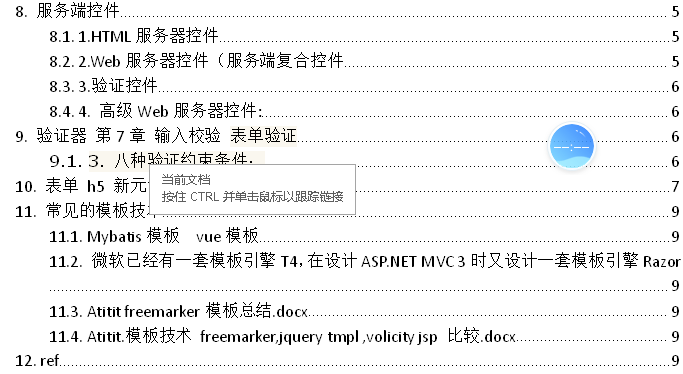 8. 服务端控件 5
8.1. 1.HTML 服务器控件 5
8.2. 2.Web 服务器控件（服务端复合控件 5
8.3. 3.验证控件 6
8.4. 4. 高级 Web 服务器控件: 6
9. 验证器 第 7 章 输入校验 表单验证 6
9.1. 3. 八种验证约束条件： 6
当前文档
按住 CTRL 并单击鼠标以跟踪链接
10. 表单 h5 新元 7
11. 常见的模板技 9
11.1. Mybatis 模板 vue 模板 9
11.2. 微软已经有一套模板引擎 T4，在设计 ASP.NET MVC 3 时又设计一套模板引擎 Razor
9
11.3. Atitit freemarker 模板总结.docx 9
11.4. Atitit.模板技术 freemarker,jquery tmpl ,volicity jsp 比较.docx 9
12. ref 9